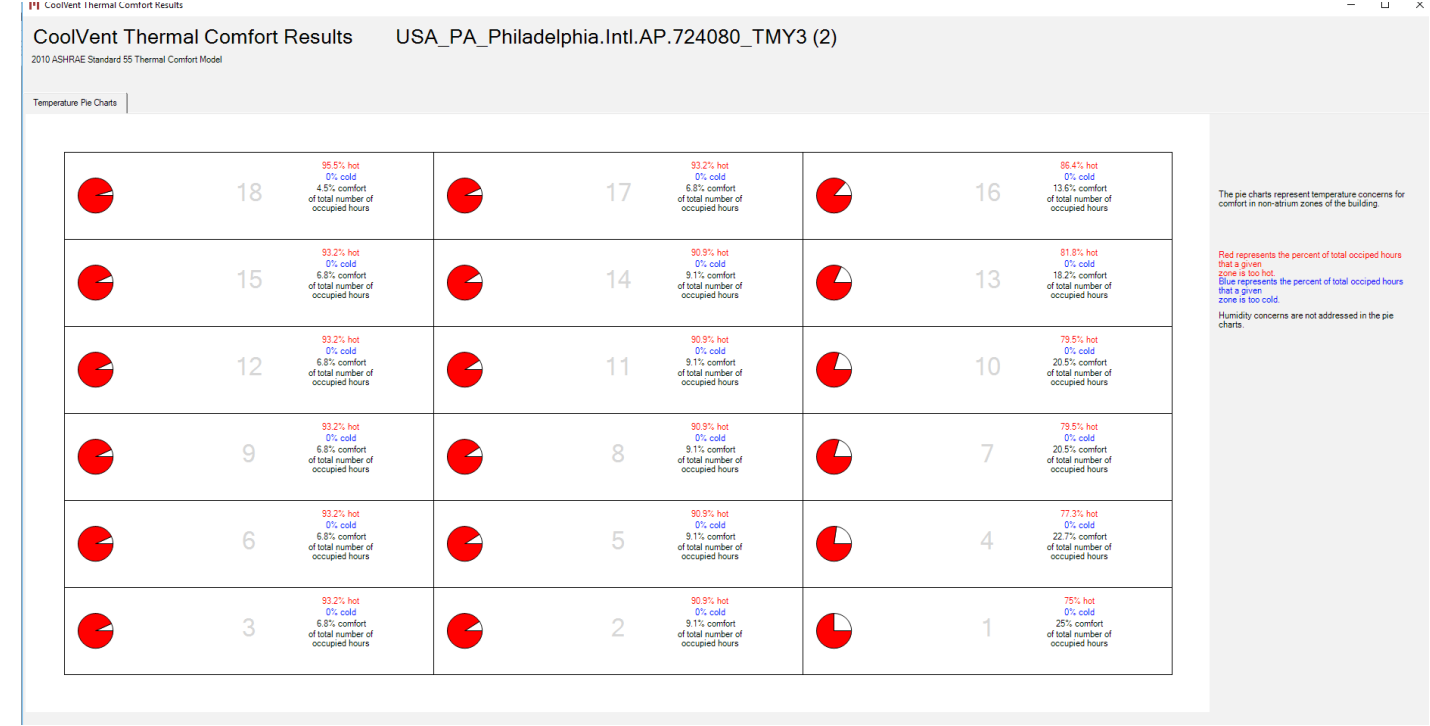 CoolVent Thermal Comfort Results
CoolVent Thermal Comfort Results USA_PA_Philadelphia.Intl.AP.724080_TMY3 (2)
2010 ASHRAE Standard 55 Thermal Comfort Model
Temperature Pie Charts
18
95.5% hot
0% cold
4.5% comfort
of total number of
occupied hours
17
93.2% hot
0% cold
6.8% comfort
of total number of
occupied hours
16
86.4% hot
0% cold
13.6% comfort
of total number of
occupied hours
15
93.2% hot
0% cold
6.8% comfort
of total number of
occupied hours
14
90.9% hot
0% cold
9.1% comfort
of total number of
occupied hours
13
81.8% hot
0% cold
18.2% comfort
of total number of
occupied hours
12
93.2% hot
0% cold
6.8% comfort
of total number of
occupied hours
11
90.9% hot
0% cold
9.1% comfort
of total number of
occupied hours
10
79.5% hot
0% cold
20.5% comfort
of total number of
occupied hours
9
93.2% hot
0% cold
6.8% comfort
of total number of
occupied hours
8
90.9% hot
0% cold
9.1% comfort
of total number of
occupied hours
7
79.5% hot
0% cold
20.5% comfort
of total number of
occupied hours
6
93.2% hot
0% cold
6.8% comfort
of total number of
occupied hours
5
90.9% hot
0% cold
9.1% comfort
of total number of
occupied hours
4
77.3% hot
0% cold
22.7% comfort
of total number of
occupied hours
3
93.2% hot
0% cold
6.8% comfort
of total number of
occupied hours
2
90.9% hot
0% cold
9.1% comfort
of total number of
occupied hours
1
75% hot
0% cold
25% comfort
of total number of
occupied hours
The pie charts represent temperature concerns for
comfort in non-atrium zones of the building.
Red represents the percent of total occiped hours
that a given
zone is too hot.
Blue represents the percent of total occiped hours
that a given
zone is too cold.
Humidity concerns are not addressed in the pie
charts.